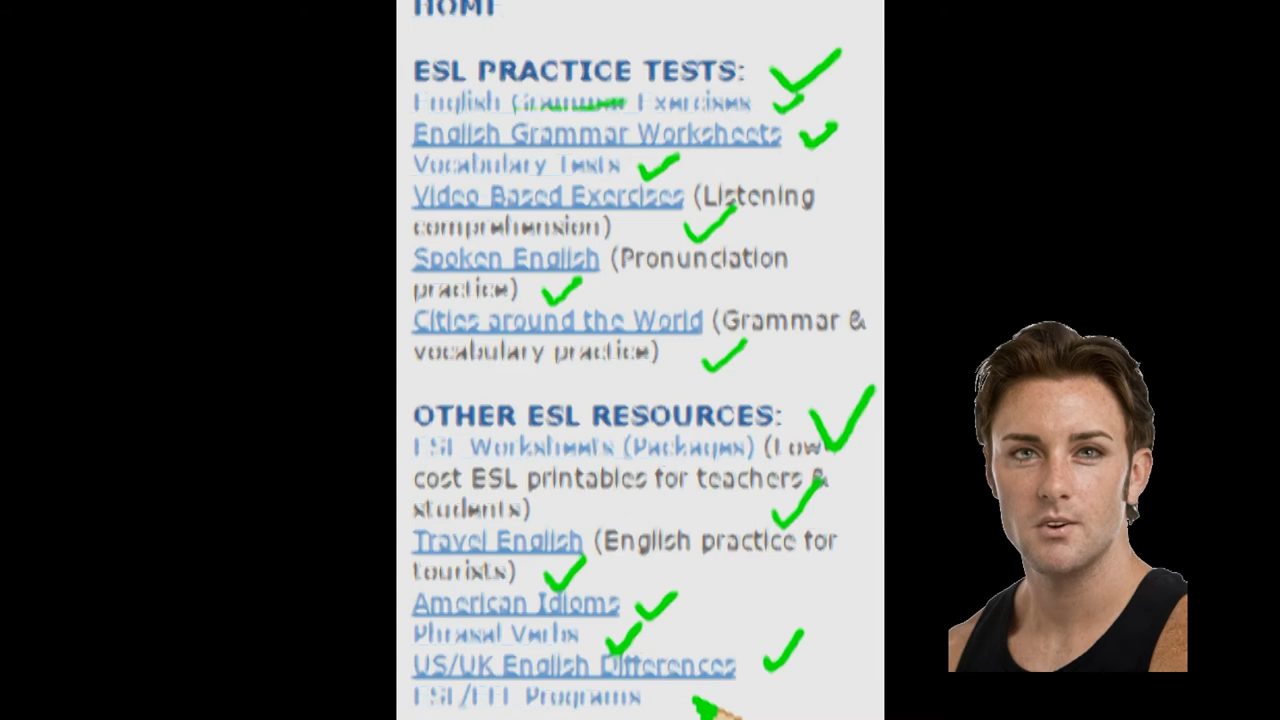 HOME
ESL PRACTICE TESTS:
English Grammar Exercises
English Grammar Worksheets
Vocabulary Tests
Video Based Exercises (Listening
comprehension)
Spoken English (Pronunciation
practice)
Cities around the World (Grammar &
vocabulary practice)
OTHER ESL RESOURCES:
ESL Worksheets (Packages) (Low
cost ESL printables for teachers &
students)
Travel English (English practice for
tourists)
American Idioms
Phrasal Verbs
US/UK English Differences
ESL/EFL Programs